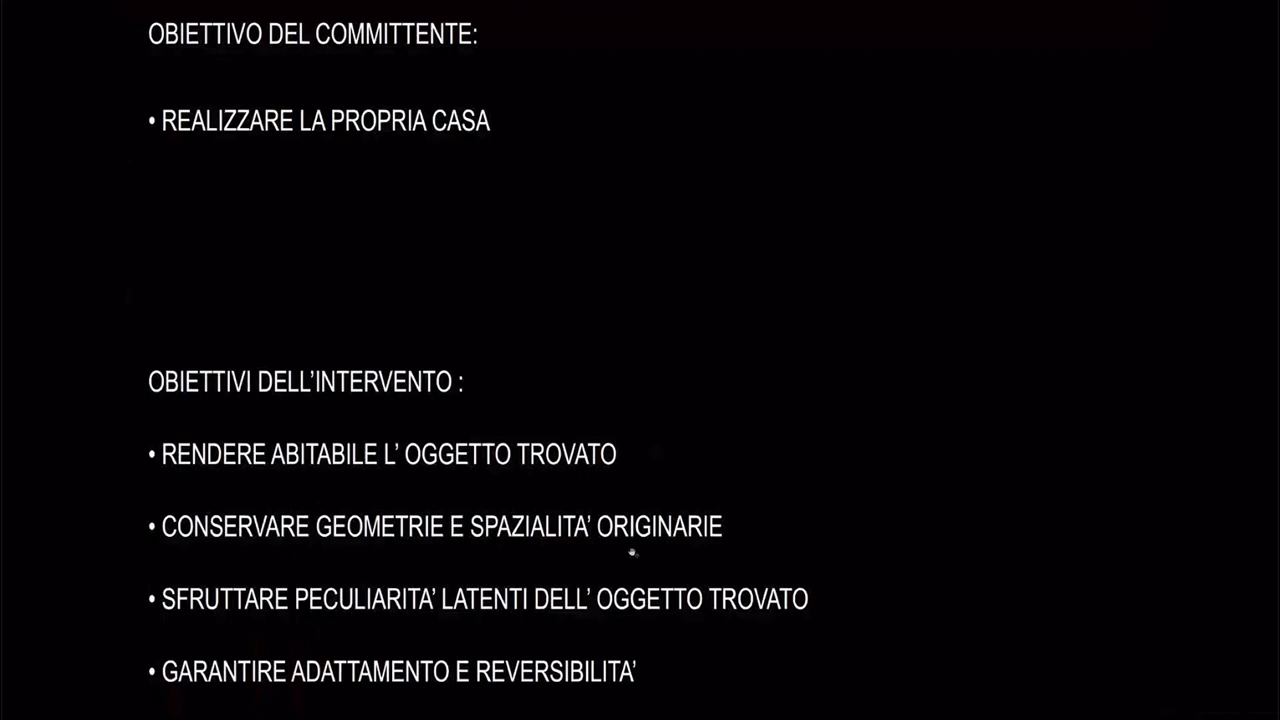 OBIETTIVO DEL COMMITTENTE:
• REALIZZARE LA PROPRIA CASA
OBIETTIVI DELL’INTERVENTO :
• RENDERE ABITABILE L’ OGGETTO TROVATO
• CONSERVARE GEOMETRIE E SPAZIALITA’ ORIGINARIE
• SFRUTTARE PECULIARITA’ LATENTI DELL’ OGGETTO TROVATO
• GARANTIRE ADATTAMENTO E REVERSIBILITA’